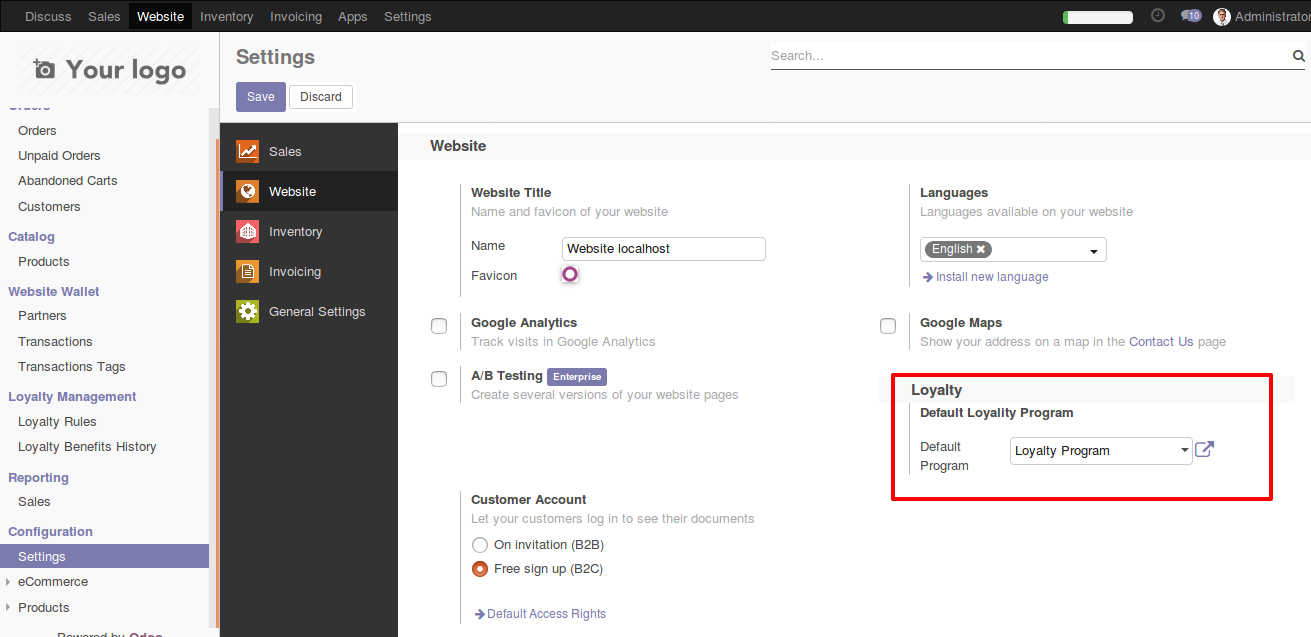 Discuss Sales Website Inventory Invoicing Apps Settings 10 Administrator
Your logo
Orders
Orders
Unpaid Orders
Abandoned Carts
Customers
Catalog
Products
Website Wallet
Partners
Transactions
Transactions Tags
Loyalty Management
Loyalty Rules
Loyalty Benefits History
Reporting
Sales
Configuration
Settings
eCommerce
Products
Powered by Odoo
Settings
Search...
Save Discard
Sales
Website
Inventory
Invoicing
General Settings
Website
Website Title
Name and favicon of your website
Name Website localhost
Favicon
Languages
Languages available on your website
English
Install new language
Google Analytics
Track visits in Google Analytics
Google Maps
Show your address on a map in the Contact Us page
A/B Testing Enterprise
Create several versions of your website pages
Loyalty
Default Loyality Program
Default
Program
Loyalty Program
Customer Account
Let your customers log in to see their documents
On invitation (B2B)
Free sign up (B2C)
Default Access Rights